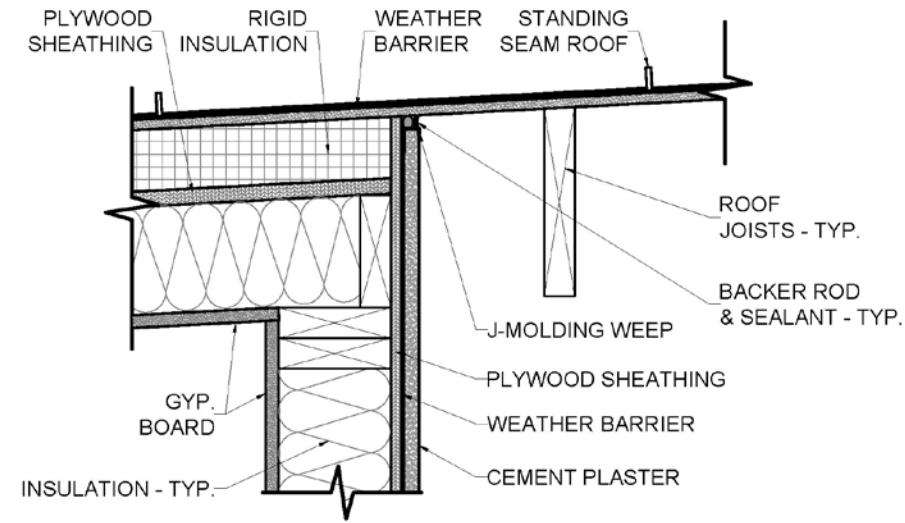 PLYWOOD
SHEATHING
RIGID
INSULATION
WEATHER
BARRIER
STANDING
SEAM ROOF
ROOF
JOISTS - TYP.
BACKER ROD
& SEALANT - TYP.
J-MOLDING WEEP
PLYWOOD SHEATHING
WEATHER BARRIER
CEMENT PLASTER
GYP.
BOARD
INSULATION - TYP.